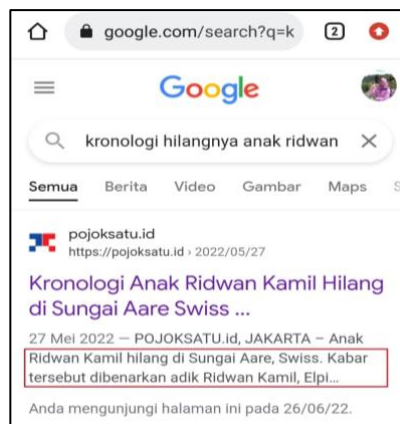 google.com/search?q=k
2
Google
kronologi hilangnya anak ridwan
Semua Berita Video Gambar Maps S
pojoksatu.id
https://pojoksatu.id › 2022/05/27
Kronologi Anak Ridwan Kamil Hilang
di Sungai Aare Swiss ...
27 Mei 2022 — POJOKSATU.id, JAKARTA – Anak
Ridwan Kamil hilang di Sungai Aare, Swiss. Kabar
tersebut dibenarkan adik Ridwan Kamil, Elpi...
Anda mengunjungi halaman ini pada 26/06/22.